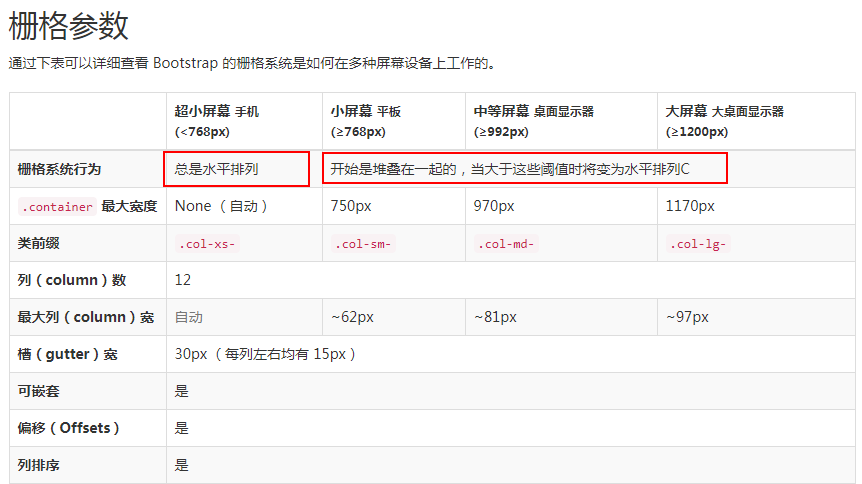 栅格参数
通过下表可以详细查看 Bootstrap 的栅格系统是如何在多种屏幕设备上工作的。
超小屏幕 手机 (<768px) 小屏幕 平板 (≥768px) 中等屏幕 桌面显示器 (≥992px) 大屏幕 大桌面显示器 (≥1200px)
栅格系统行为 总是水平排列 开始是堆叠在一起的，当大于这些阈值时将变为水平排列C
.container 最大宽度 None （自动） 750px 970px 1170px
类前缀 .col-xs- .col-sm- .col-md- .col-lg-
列（column）数 12
最大列（column）宽 自动 ~62px ~81px ~97px
槽（gutter）宽 30px （每列左右均有 15px）
可嵌套 是
偏移（Offsets） 是
列排序 是